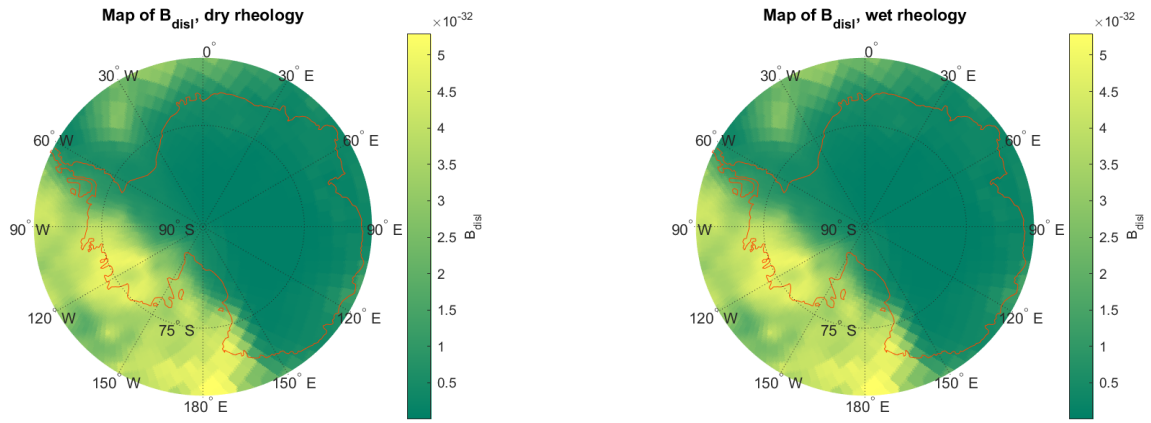 Map of B_disl, dry rheology
×10^-32
0°
30° W
30° E
60° W
60° E
90° W
90° S
90° E
120° W
120° E
75° S
150° W
150° E
180° E
5
4.5
4
3.5
3
2.5
2
1.5
1
0.5
B_disl
Map of B_disl, wet rheology
×10^-32
0°
30° W
30° E
60° W
60° E
90° W
90° S
90° E
120° W
120° E
75° S
150° W
150° E
180° E
5
4.5
4
3.5
3
2.5
2
1.5
1
0.5
B_disl